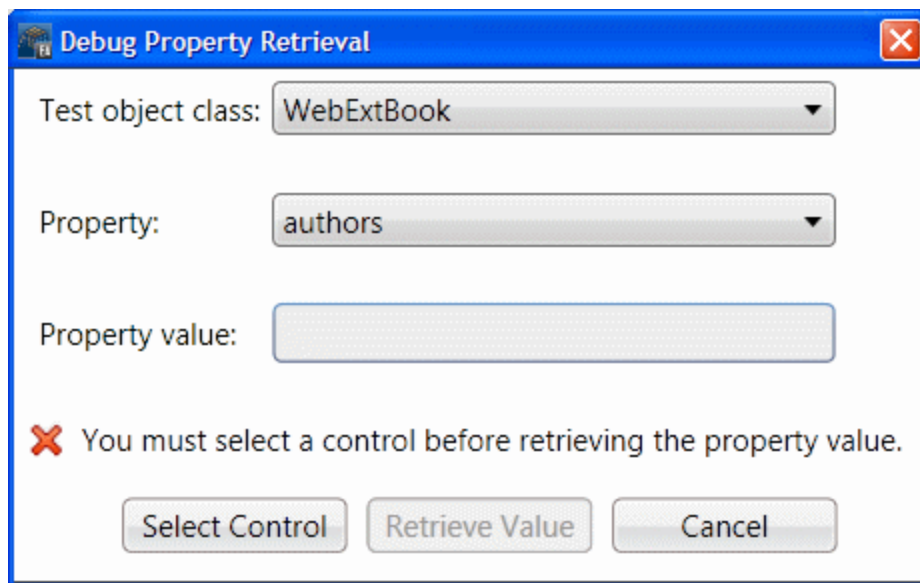 Debug Property Retrieval
Test object class: WebExtBook
Property: authors
Property value:
You must select a control before retrieving the property value.
Select Control Retrieve Value Cancel